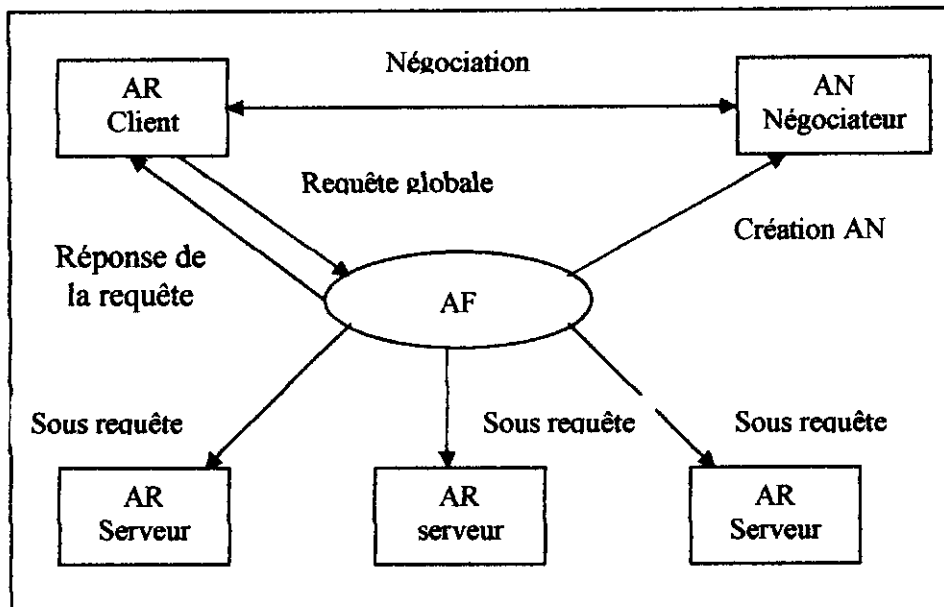 Négociation
AR
Client
AN
Négociateur
Requête globale
Création AN
Réponse de
la requête
AF
Sous requête
Sous requête
Sous requête
AR
Serveur
AR
serveur
AR
Serveur